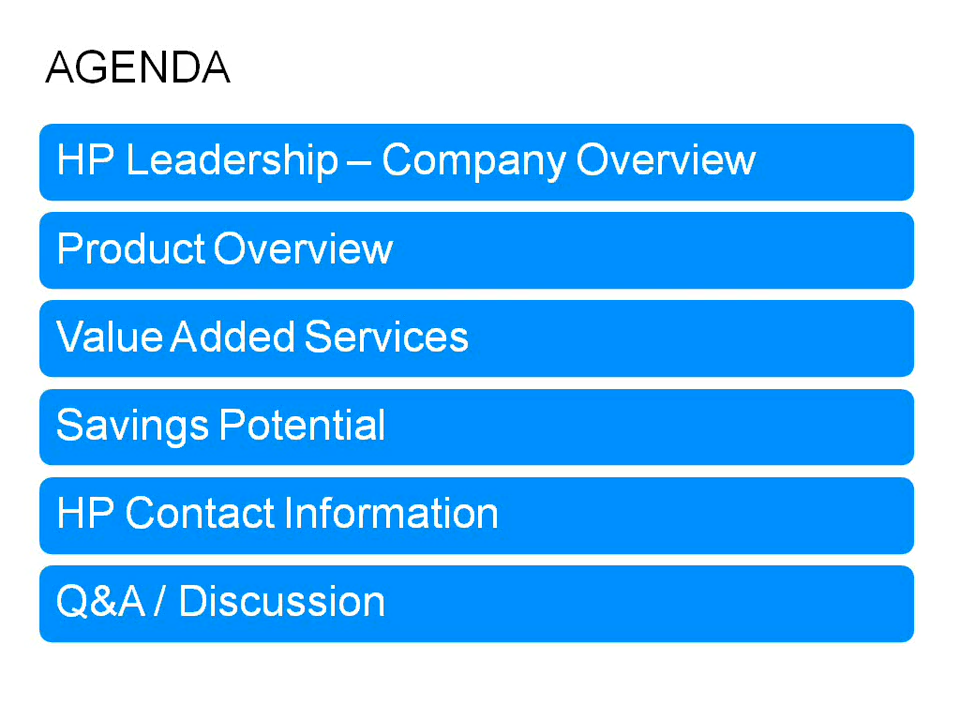 AGENDA
HP Leadership – Company Overview
Product Overview
Value Added Services
Savings Potential
HP Contact Information
Q&A / Discussion